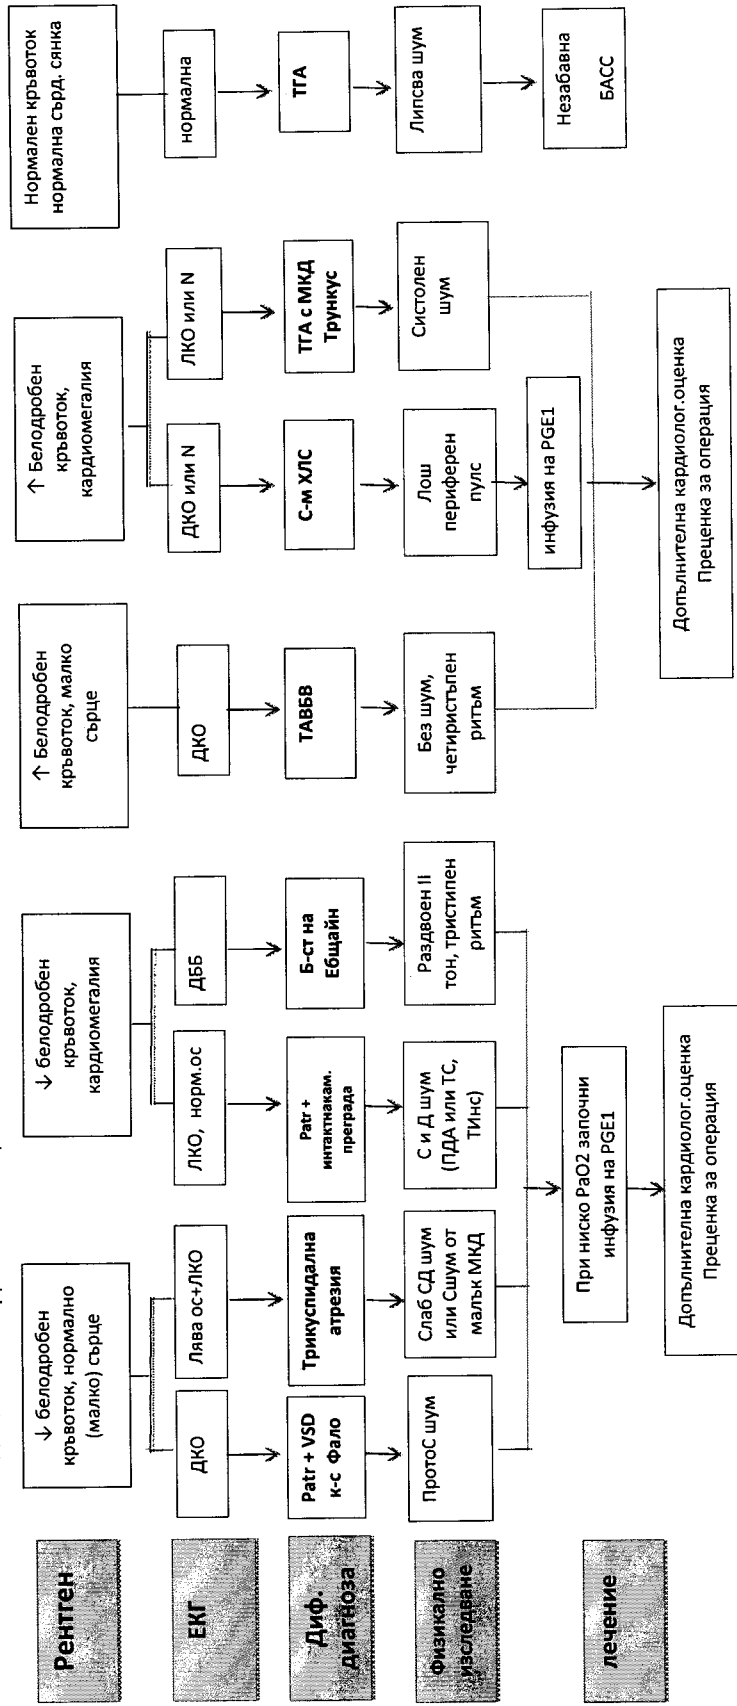 Рентген
↓ белодробен
кръвоток, нормално
(малко) сърце
↓ белодробен
кръвоток,
кардиомегалия
↑ Белодробен
кръвоток, малко
сърце
↑ Белодробен
кръвоток,
кардиомегалия
Нормален кръвоток
нормална сърд. сянка
ЕКГ
ДКО
Лява ос+ЛКО
ЛКО, норм.ос
ДББ
ДКО
ДКО или N
ЛКО или N
нормална
Диф.
диагноза
Patr + VSD
к-с Фало
Трикуспидална
атрезия
Patr +
интактнакам.
преграда
Б-ст на
Ебщайн
ТАВБВ
С-м ХЛС
ТГА с МКД
Трункус
ТГА
Физикално
изследване
ПротоС шум
Слаб СД шум
или Сшум от
малък МКД
С и Д шум
(ПДА или ТС,
ТИнс)
Раздвоен II
тон, тристипен
ритъм
Без шум,
четиристъпен
ритъм
Лош
периферен
пулс
Систолен
шум
Липсва шум
лечение
При ниско PaO2 започни
инфузия на PGE1
инфузия на PGE1
Незабавна
БАСС
Допълнителна кардиолог.оценка
Преценка за операция
Допълнителна кардиолог.оценка
Преценка за операция